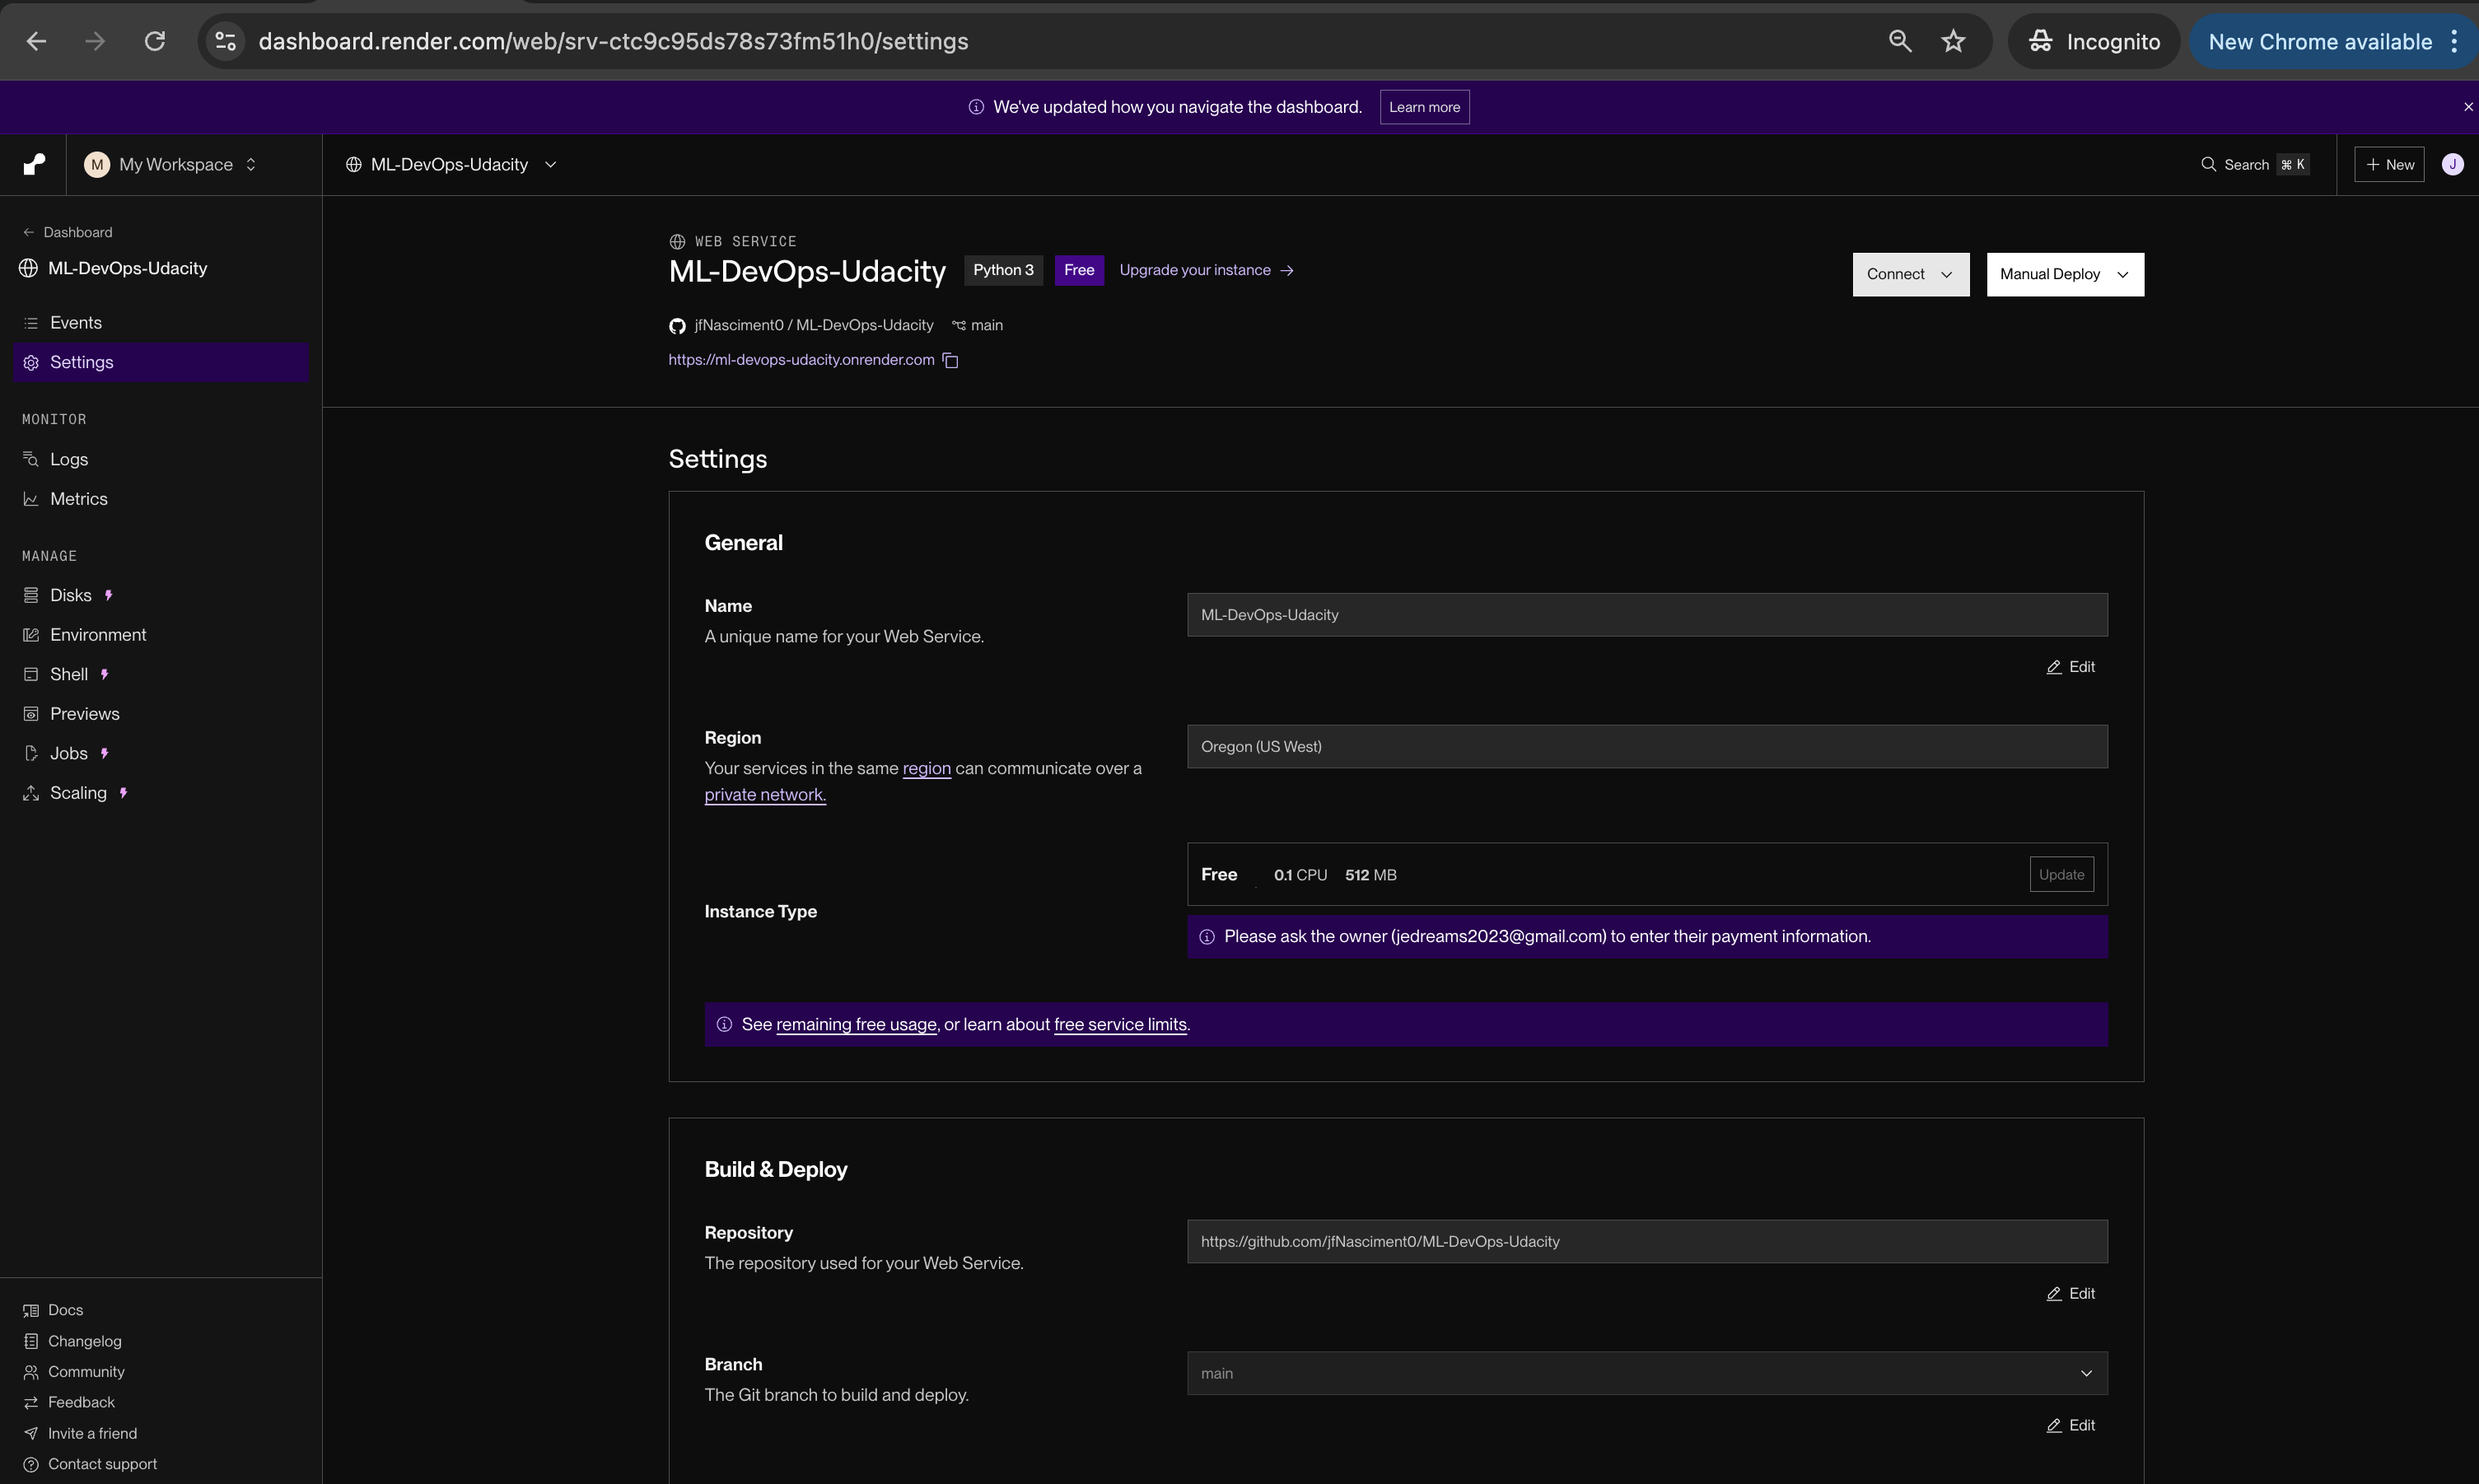 dashboard.render.com/web/srv-ctc9c95ds78s73fm51h0/settings
Incognito
New Chrome available
We've updated how you navigate the dashboard.
Learn more
M
My Workspace
ML-DevOps-Udacity
Search
⌘ K
+ New
J
Dashboard
ML-DevOps-Udacity
Events
Settings
MONITOR
Logs
Metrics
MANAGE
Disks
Environment
Shell
Previews
Jobs
Scaling
Docs
Changelog
Community
Feedback
Invite a friend
Contact support
WEB SERVICE
ML-DevOps-Udacity
Python 3
Free
Upgrade your instance
Connect
Manual Deploy
jfNasciment0 / ML-DevOps-Udacity
main
https://ml-devops-udacity.onrender.com
Settings
General
Name
A unique name for your Web Service.
ML-DevOps-Udacity
Edit
Region
Your services in the same region can communicate over a
private network.
Oregon (US West)
Instance Type
Free
0.1 CPU
512 MB
Update
Please ask the owner (jedreams2023@gmail.com) to enter their payment information.
See remaining free usage, or learn about free service limits.
Build & Deploy
Repository
The repository used for your Web Service.
https://github.com/jfNasciment0/ML-DevOps-Udacity
Edit
Branch
The Git branch to build and deploy.
main
Edit